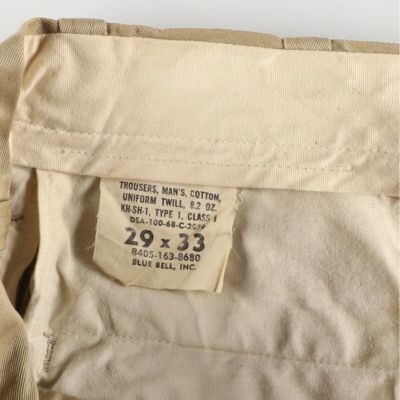 TROUSERS, MAN'S, COTTON,
UNIFORM TWILL, 8.2 OZ.
KH-SH-1, TYPE 1, CLASS 1
29 x 33
8405-163-8680
BLUE BELL, INC.